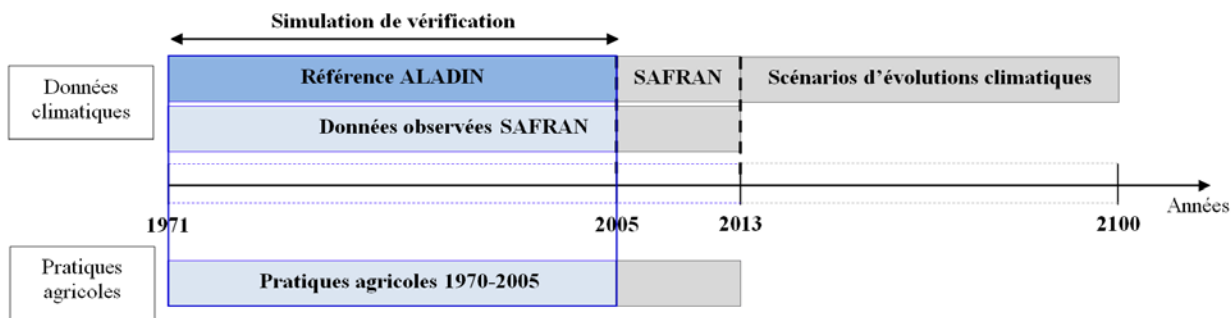 Simulation de vérification
Données
climatiques
Référence ALADIN
SAFRAN
Scénarios d'évolutions climatiques
Données observées SAFRAN
Années
1971
2005
2013
2100
Pratiques
agricoles
Pratiques agricoles 1970-2005